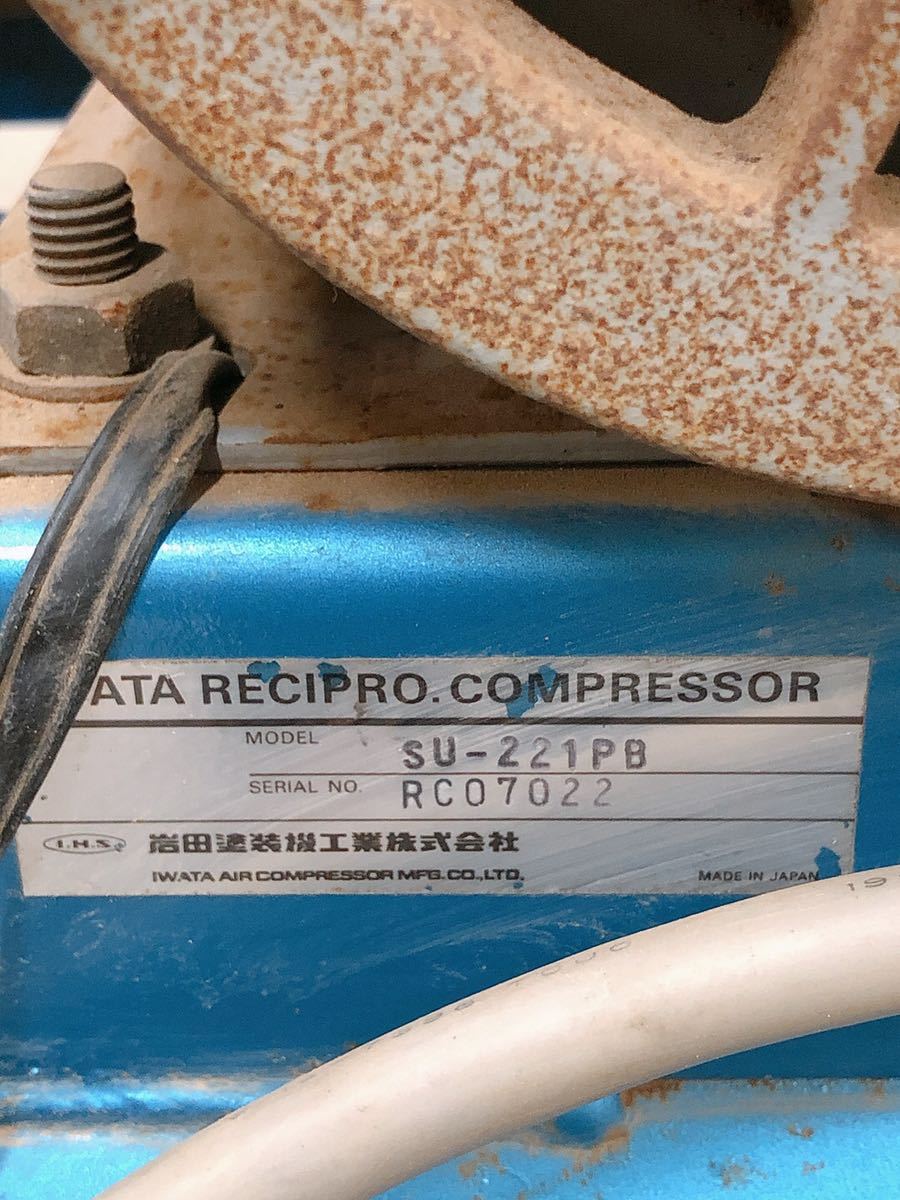 ATA RECIPRO. COMPRESSOR
MODEL SU-221PB
SERIAL NO. RC07022
I.H.S. 岩田塗装機工業株式会社
IWATA AIR COMPRESSOR MFG. CO., LTD. MADE IN JAPAN
19